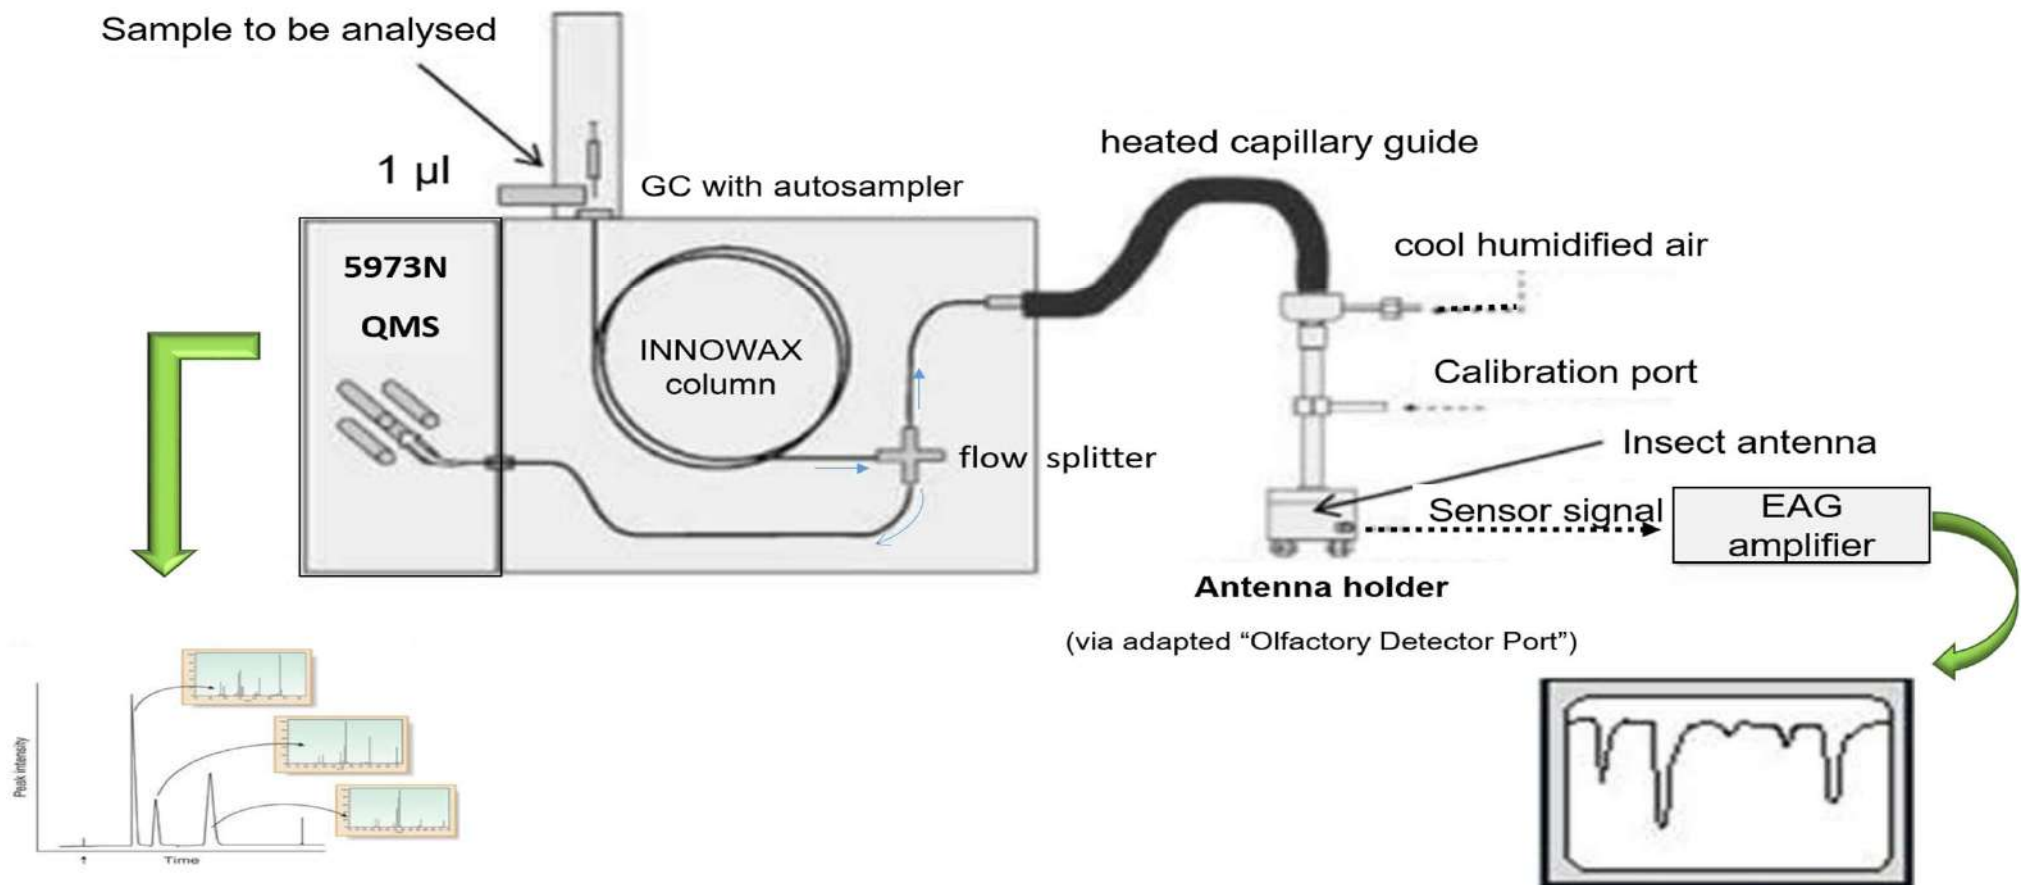 Sample to be analysed
1 µl
GC with autosampler
heated capillary guide
cool humidified air
5973N
QMS
INNOWAX
column
Calibration port
flow splitter
Insect antenna
Sensor signal
EAG
amplifier
Antenna holder
(via adapted “Olfactory Detector Port”)
Peak intensity
Time